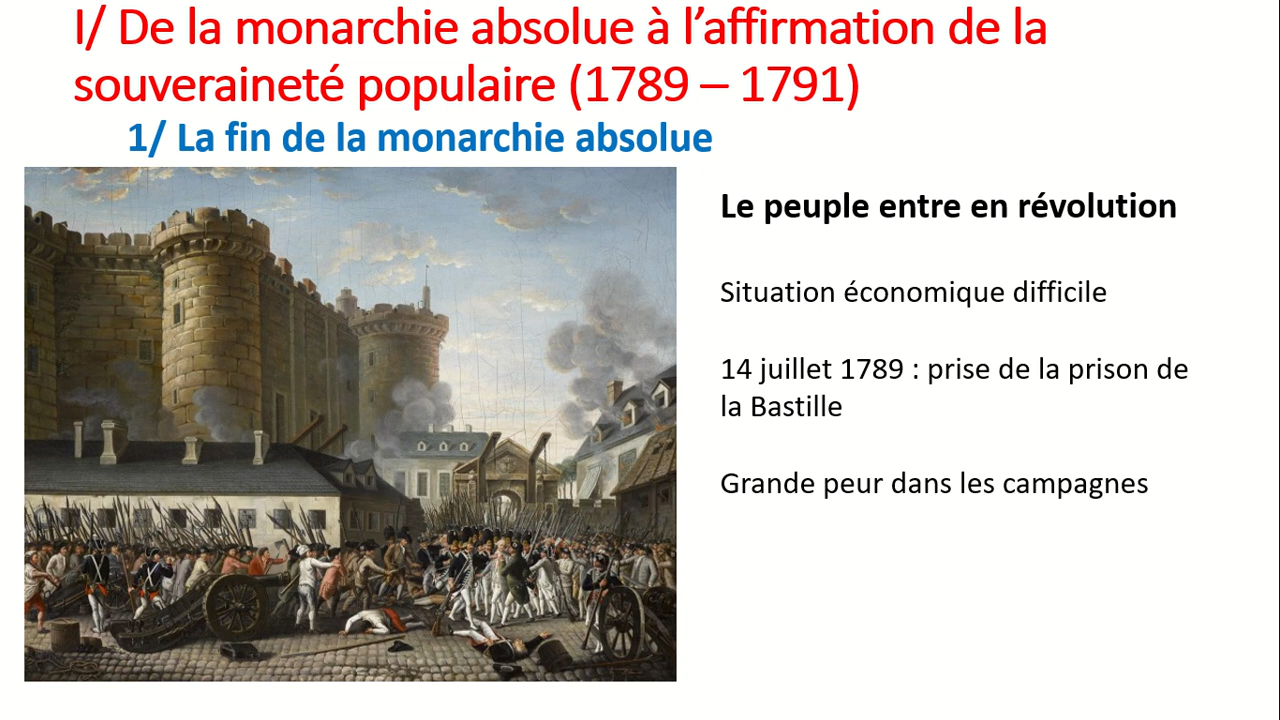 I/ De la monarchie absolue à l’affirmation de la
souveraineté populaire (1789 – 1791)
1/ La fin de la monarchie absolue
Le peuple entre en révolution
Situation économique difficile
14 juillet 1789 : prise de la prison de
la Bastille
Grande peur dans les campagnes